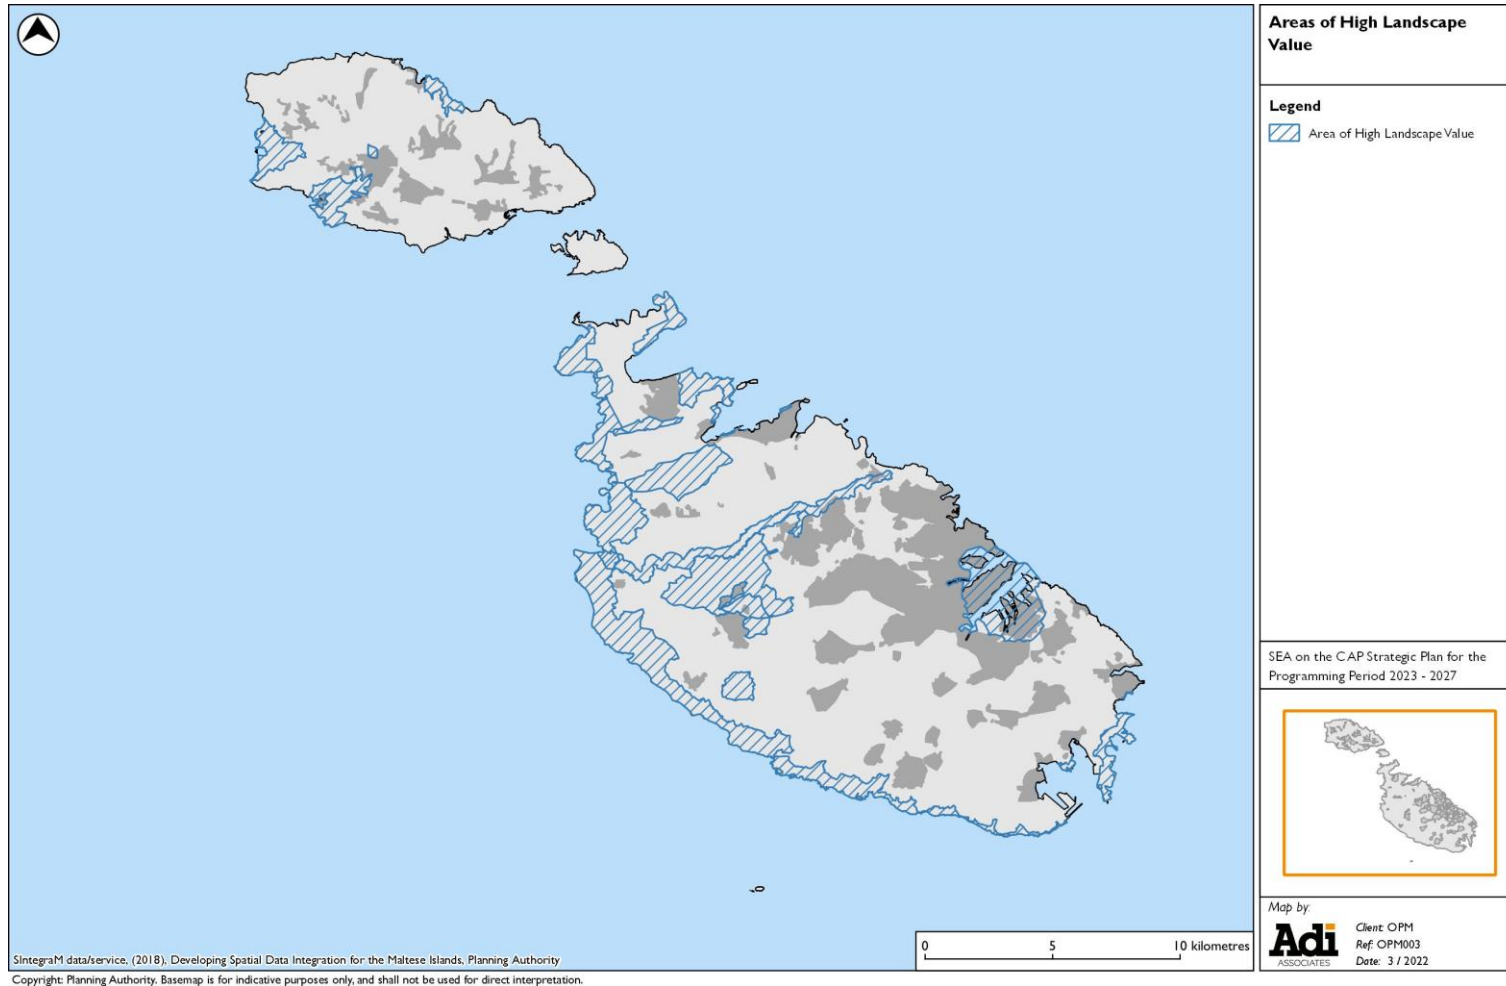 Areas of High Landscape
Value
Legend
Area of High Landscape Value
SEA on the CAP Strategic Plan for the
Programming Period 2023 - 2027
Map by:
Adi
ASSOCIATES
Client: OPM
Ref: OPM003
Date: 3 / 2022
0 5 10 kilometres
SIntegraM data/service, (2018), Developing Spatial Data Integration for the Maltese Islands, Planning Authority
Copyright: Planning Authority. Basemap is for indicative purposes only, and shall not be used for direct interpretation.